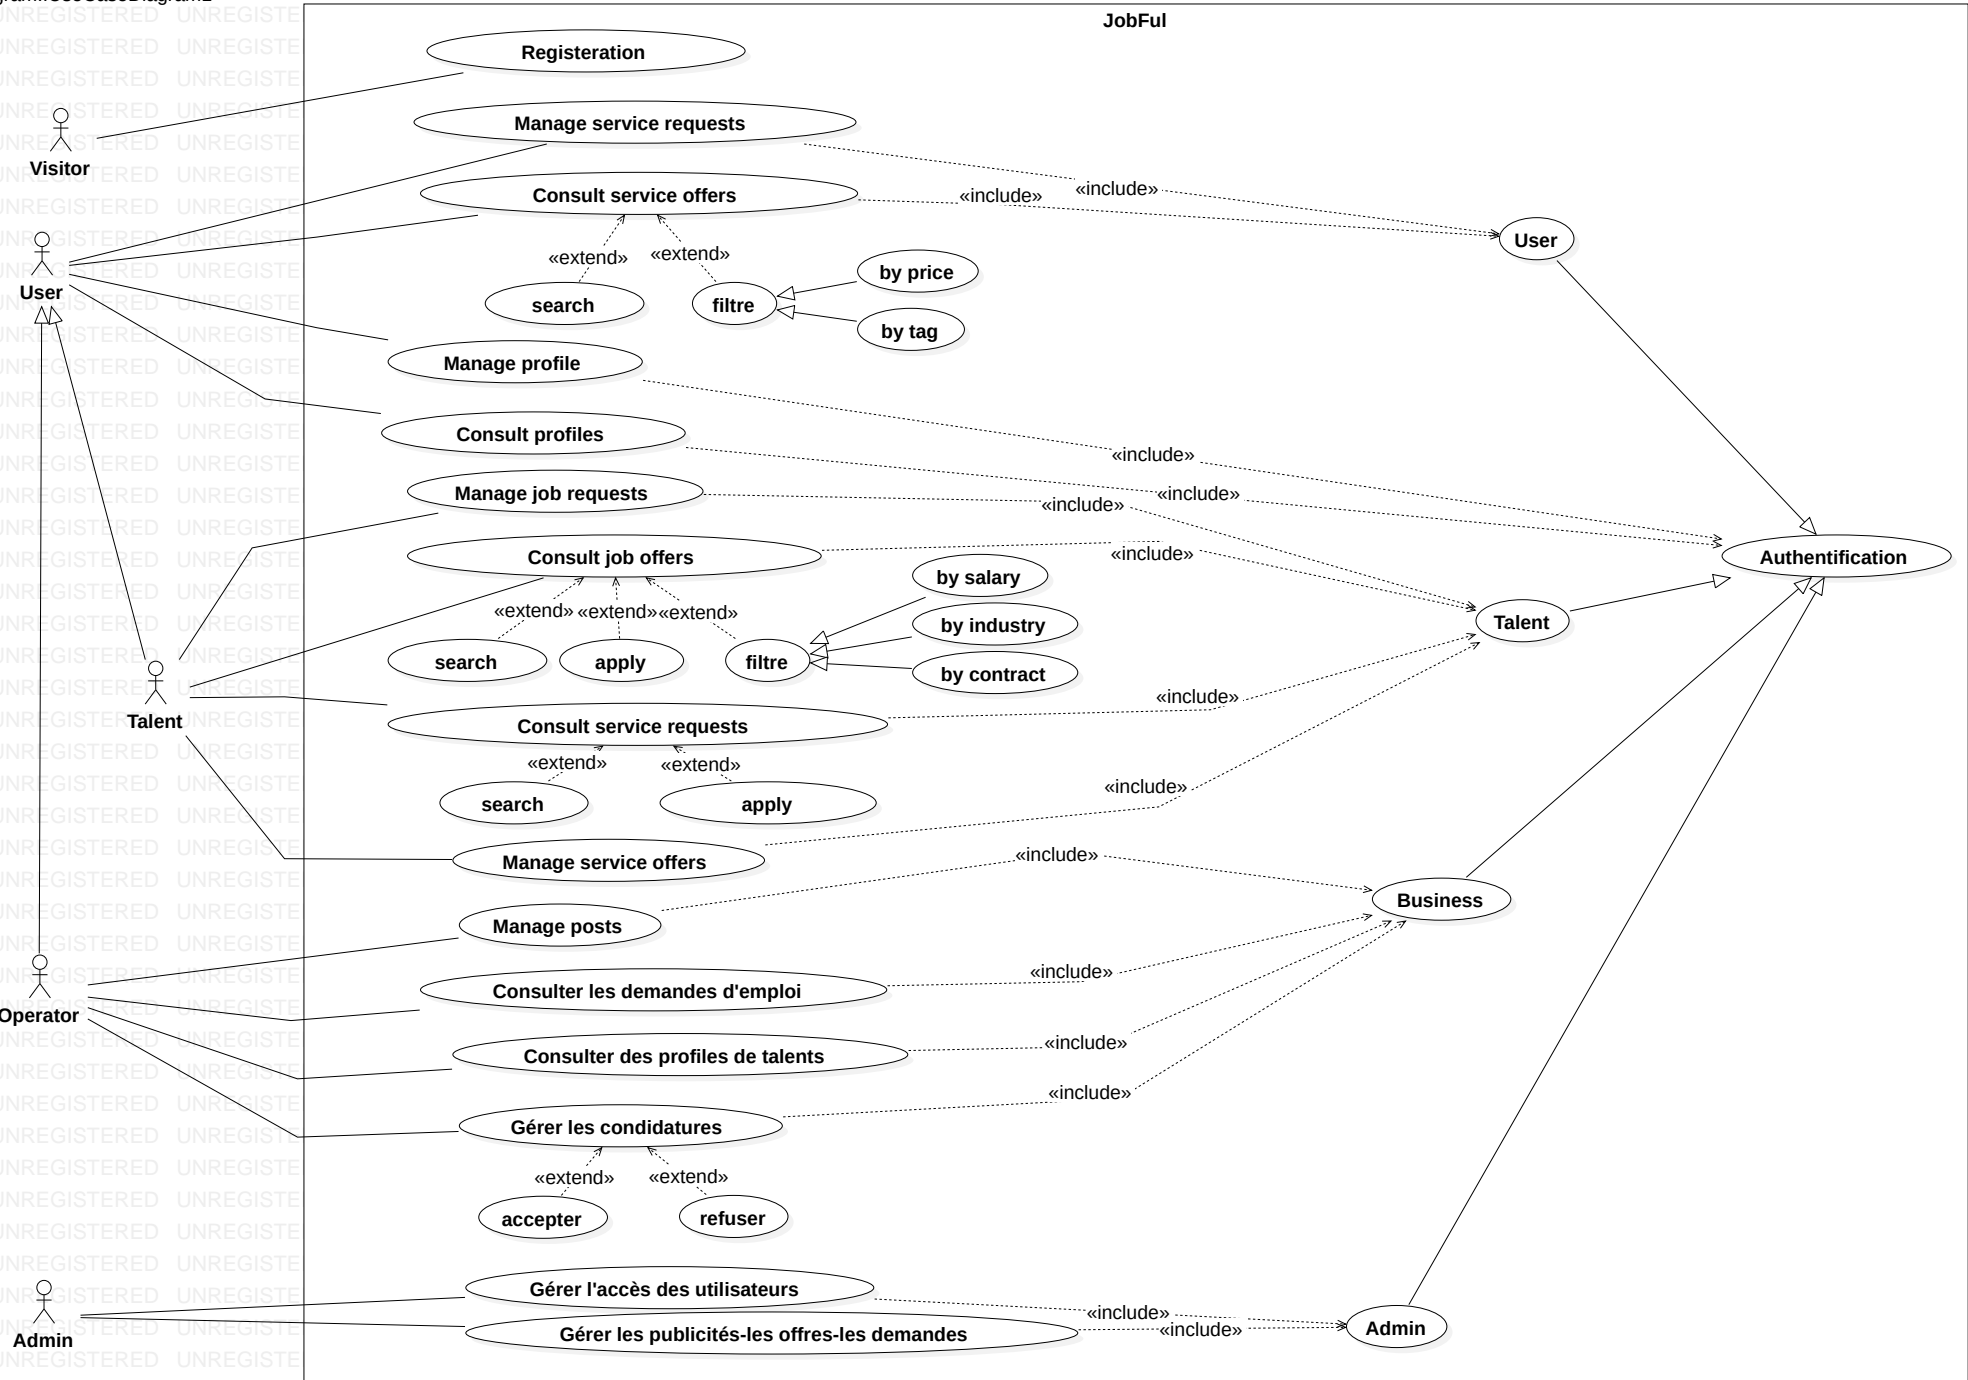 JobFul
Registeration
Manage service requests
Visitor
«include»
Consult service offers
«include»
User
User
«extend»
«extend»
by price
search
filtre
by tag
Manage profile
Consult profiles
«include»
Manage job requests
«include»
«include»
Consult job offers
«include»
Authentification
by salary
«extend»
«extend»
«extend»
by industry
Talent
search
apply
filtre
by contract
«include»
Talent
Consult service requests
«extend»
«extend»
«include»
search
apply
Manage service offers
«include»
Business
Manage posts
«include»
Consulter les demandes d'emploi
Operator
«include»
Consulter des profiles de talents
«include»
Gérer les condidatures
«extend»
«extend»
accepter
refuser
Gérer l'accès des utilisateurs
«include»
Admin
Gérer les publicités-les offres-les demandes
«include»
Admin